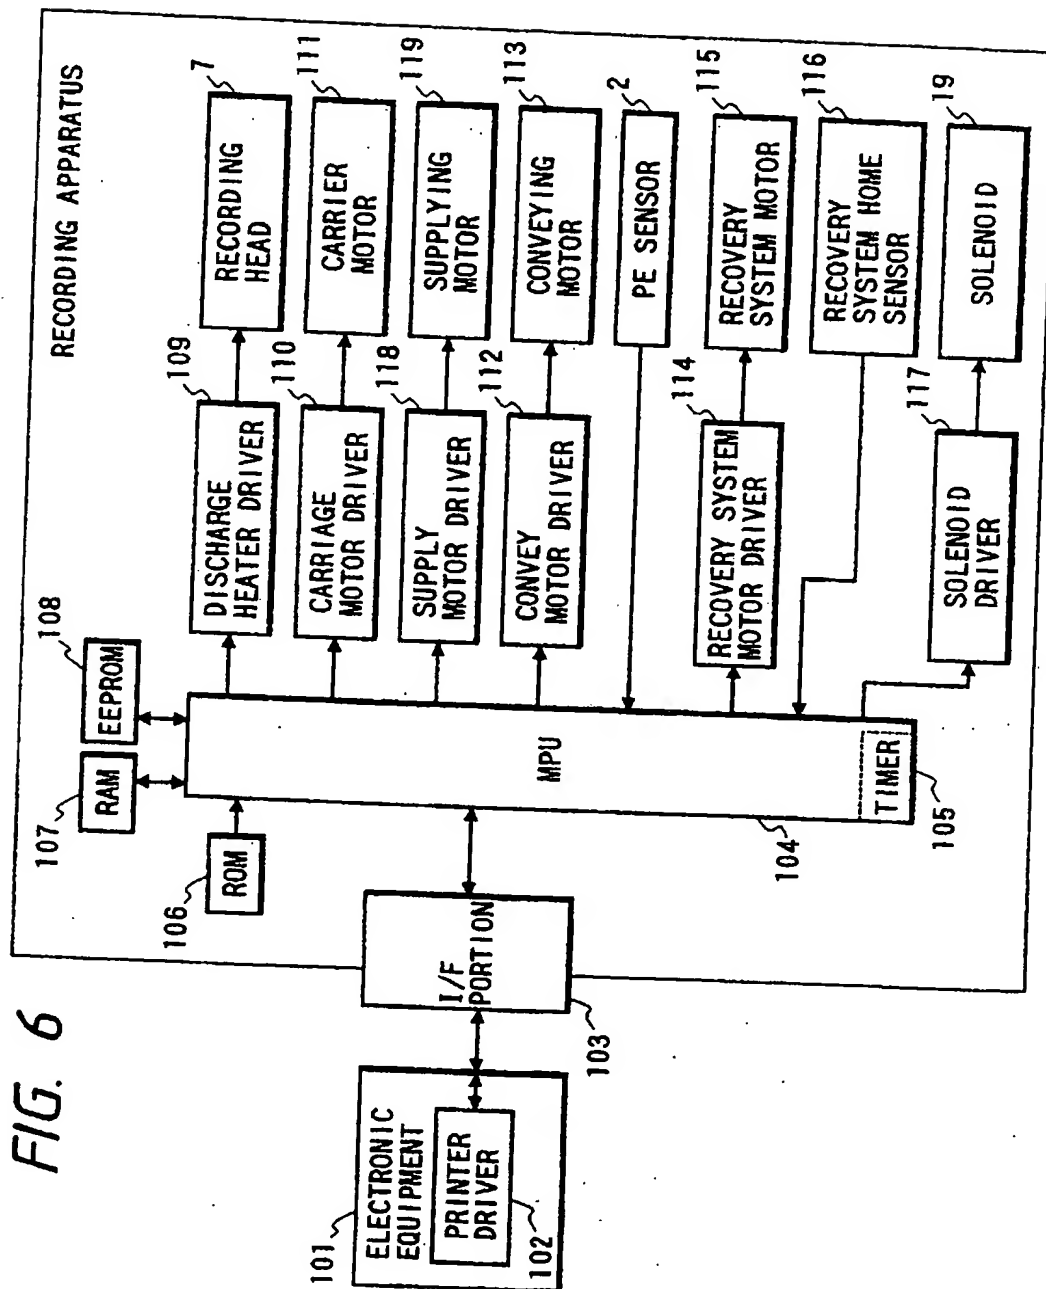 FIG. 6
RECORDING APPARATUS
101
ELECTRONIC
EQUIPMENT
PRINTER
DRIVER
102
I/F
PORTION
103
106
ROM
107
RAM
108
EEPROM
MPU
104
TIMER
105
DISCHARGE
HEATER DRIVER
109
RECORDING
HEAD
7
CARRIAGE
MOTOR DRIVER
110
CARRIER
MOTOR
111
SUPPLY
MOTOR DRIVER
118
SUPPLYING
MOTOR
119
CONVEY
MOTOR DRIVER
112
CONVEYING
MOTOR
113
PE SENSOR
2
RECOVERY SYSTEM
MOTOR DRIVER
114
RECOVERY
SYSTEM MOTOR
115
RECOVERY
SYSTEM HOME
SENSOR
116
SOLENOID
DRIVER
117
SOLENOID
19